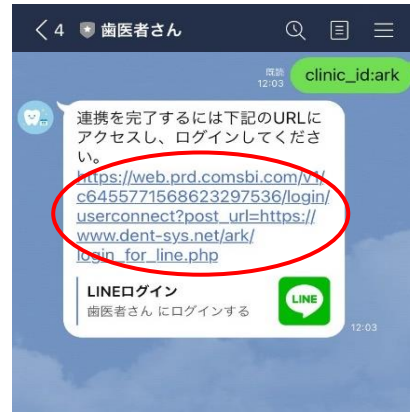 4 歯医者さん
既読
12:03
clinic_id:ark
連携を完了するには下記のURLに
アクセスし、ログインしてくださ
い。
https://web.prd.comsbi.com/v1/
c6455771568623297536/login/
userconnect?post_url=https://
www.dent-sys.net/ark/
login_for_line.php
LINEログイン
歯医者さん にログインする
LINE
12:03